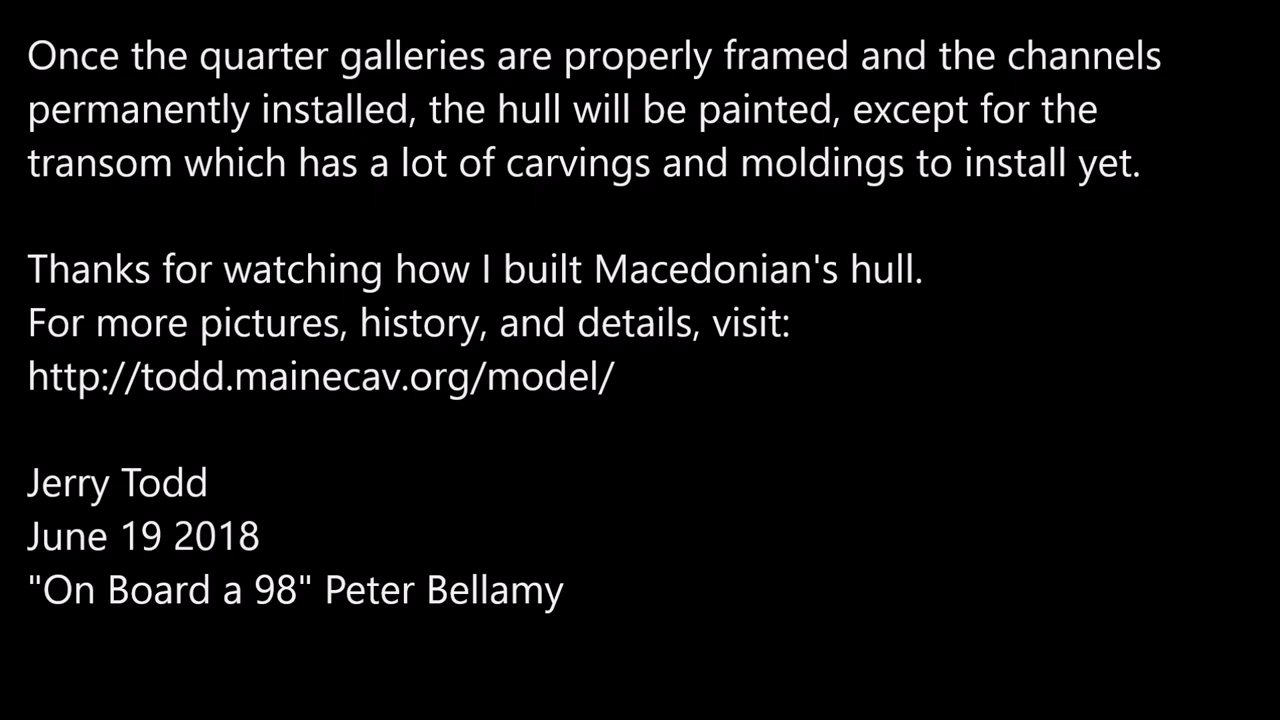 Once the quarter galleries are properly framed and the channels
permanently installed, the hull will be painted, except for the
transom which has a lot of carvings and moldings to install yet.
Thanks for watching how I built Macedonian's hull.
For more pictures, history, and details, visit:
http://todd.mainecav.org/model/
Jerry Todd
June 19 2018
"On Board a 98" Peter Bellamy